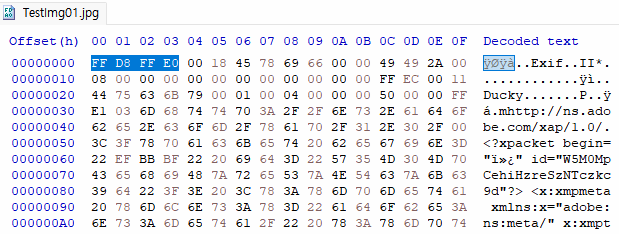 TestImg01.jpg
Offset(h) 00 01 02 03 04 05 06 07 08 09 0A 0B 0C 0D 0E 0F Decoded text
00000000 FF D8 FF E0 00 18 45 78 69 66 00 00 49 49 2A 00 ÿØÿà..Exif..II*.
00000010 08 00 00 00 00 00 00 00 00 00 00 00 FF EC 00 11 ............ÿì..
00000020 44 75 63 6B 79 00 01 00 04 00 00 00 50 00 00 FF Ducky.......P..ÿ
00000030 E1 03 6D 68 74 74 70 3A 2F 2F 6E 73 2E 61 64 6F á.mhttp://ns.ado
00000040 62 65 2E 63 6F 6D 2F 78 61 70 2F 31 2E 30 2F 00 be.com/xap/1.0/.
00000050 3C 3F 78 70 61 63 6B 65 74 20 62 65 67 69 6E 3D <?xpacket begin=
00000060 22 EF BB BF 22 20 69 64 3D 22 57 35 4D 30 4D 70 "ï»¿" id="W5M0Mp
00000070 43 65 68 69 48 7A 72 65 53 7A 4E 54 63 7A 6B 63 CehiHzreSzNTczkc
00000080 39 64 22 3F 3E 20 3C 78 3A 78 6D 70 6D 65 74 61 9d"?> <x:xmpmeta
00000090 20 78 6D 6C 6E 73 3A 78 3D 22 61 64 6F 62 65 3A xmlns:x="adobe:
000000A0 6E 73 3A 6D 65 74 61 2F 22 20 78 3A 78 6D 70 74 ns:meta/" x:xmpt